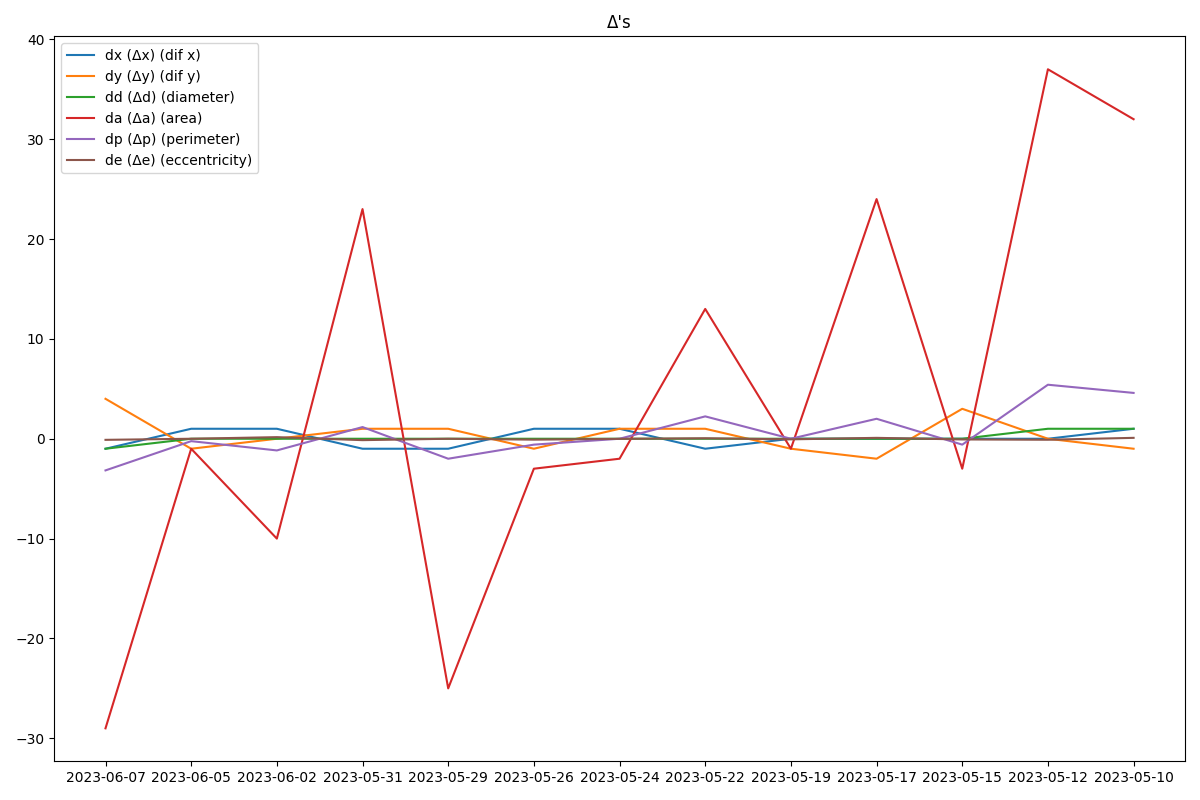 Δ's
dx (Δx) (dif x)
dy (Δy) (dif y)
dd (Δd) (diameter)
da (Δa) (area)
dp (Δp) (perimeter)
de (Δe) (eccentricity)
40
30
20
10
0
−10
−20
−30
2023-06-07 2023-06-05 2023-06-02 2023-05-31 2023-05-29 2023-05-26 2023-05-24 2023-05-22 2023-05-19 2023-05-17 2023-05-15 2023-05-12 2023-05-10